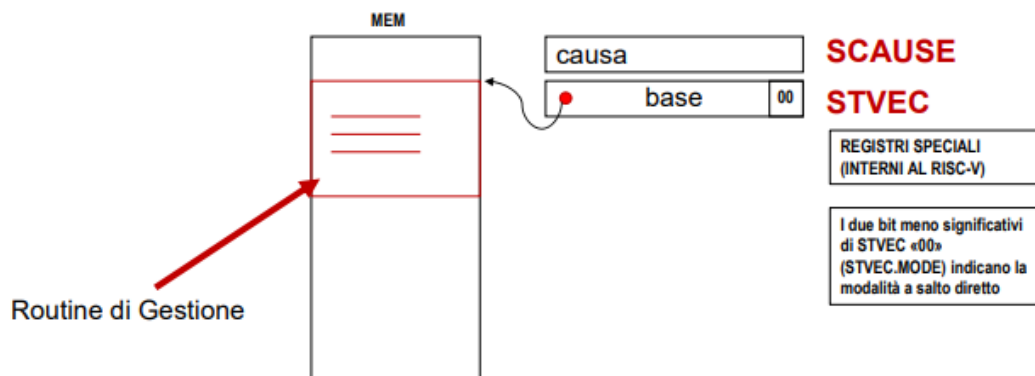 MEM
causa
SCAUSE
base
00
STVEC
REGISTRI SPECIALI
(INTERNI AL RISC-V)
I due bit meno significativi
di STVEC «00»
(STVEC.MODE) indicano la
modalità a salto diretto
Routine di Gestione